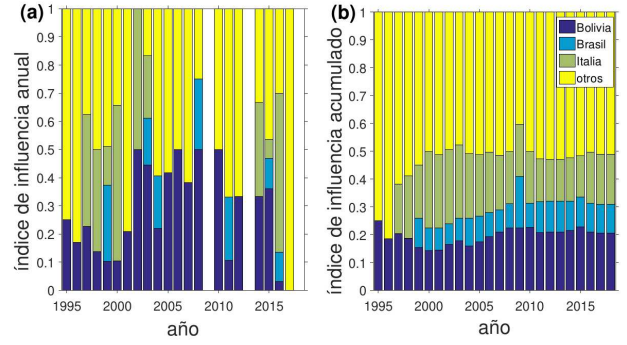 (a)
índice de influencia anual
1
0.9
0.8
0.7
0.6
0.5
0.4
0.3
0.2
0.1
0
1995 2000 2005 2010 2015
año
(b)
índice de influencia acumulado
1
0.9
0.8
0.7
0.6
0.5
0.4
0.3
0.2
0.1
0
1995 2000 2005 2010 2015
año
Bolivia
Brasil
Italia
otros